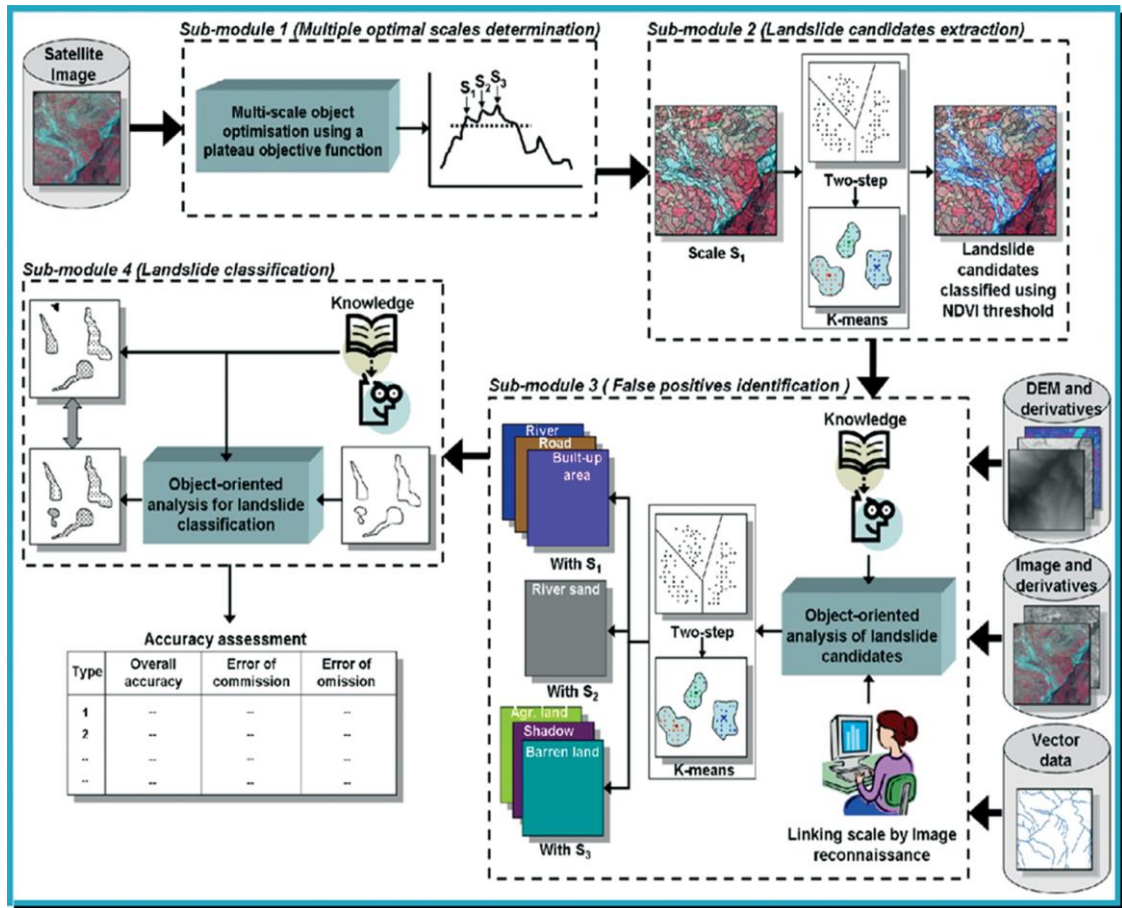 Sub-module 1 (Multiple optimal scales determination)
Satellite
Image
Multi-scale object
optimisation using a
plateau objective function
S1
S2
S3
Sub-module 2 (Landslide candidates extraction)
Scale S1
Two-step
K-means
Landslide
candidates
classified using
NDVI threshold
Sub-module 4 (Landslide classification)
Knowledge
Object-oriented
analysis for landslide
classification
Sub-module 3 ( False positives identification )
River
Road
Built-up
area
With S1
River sand
With S2
Agr. land
Shadow
Barren land
With S3
Two-step
K-means
Knowledge
Object-oriented
analysis of landslide
candidates
Linking scale by Image
reconnaissance
DEM and
derivatives
Image and
derivatives
Vector
data
Accuracy assessment
Type Overall accuracy Error of commission Error of omission
1 -- -- --
2 -- -- --
.. -- -- --
.. -- -- --